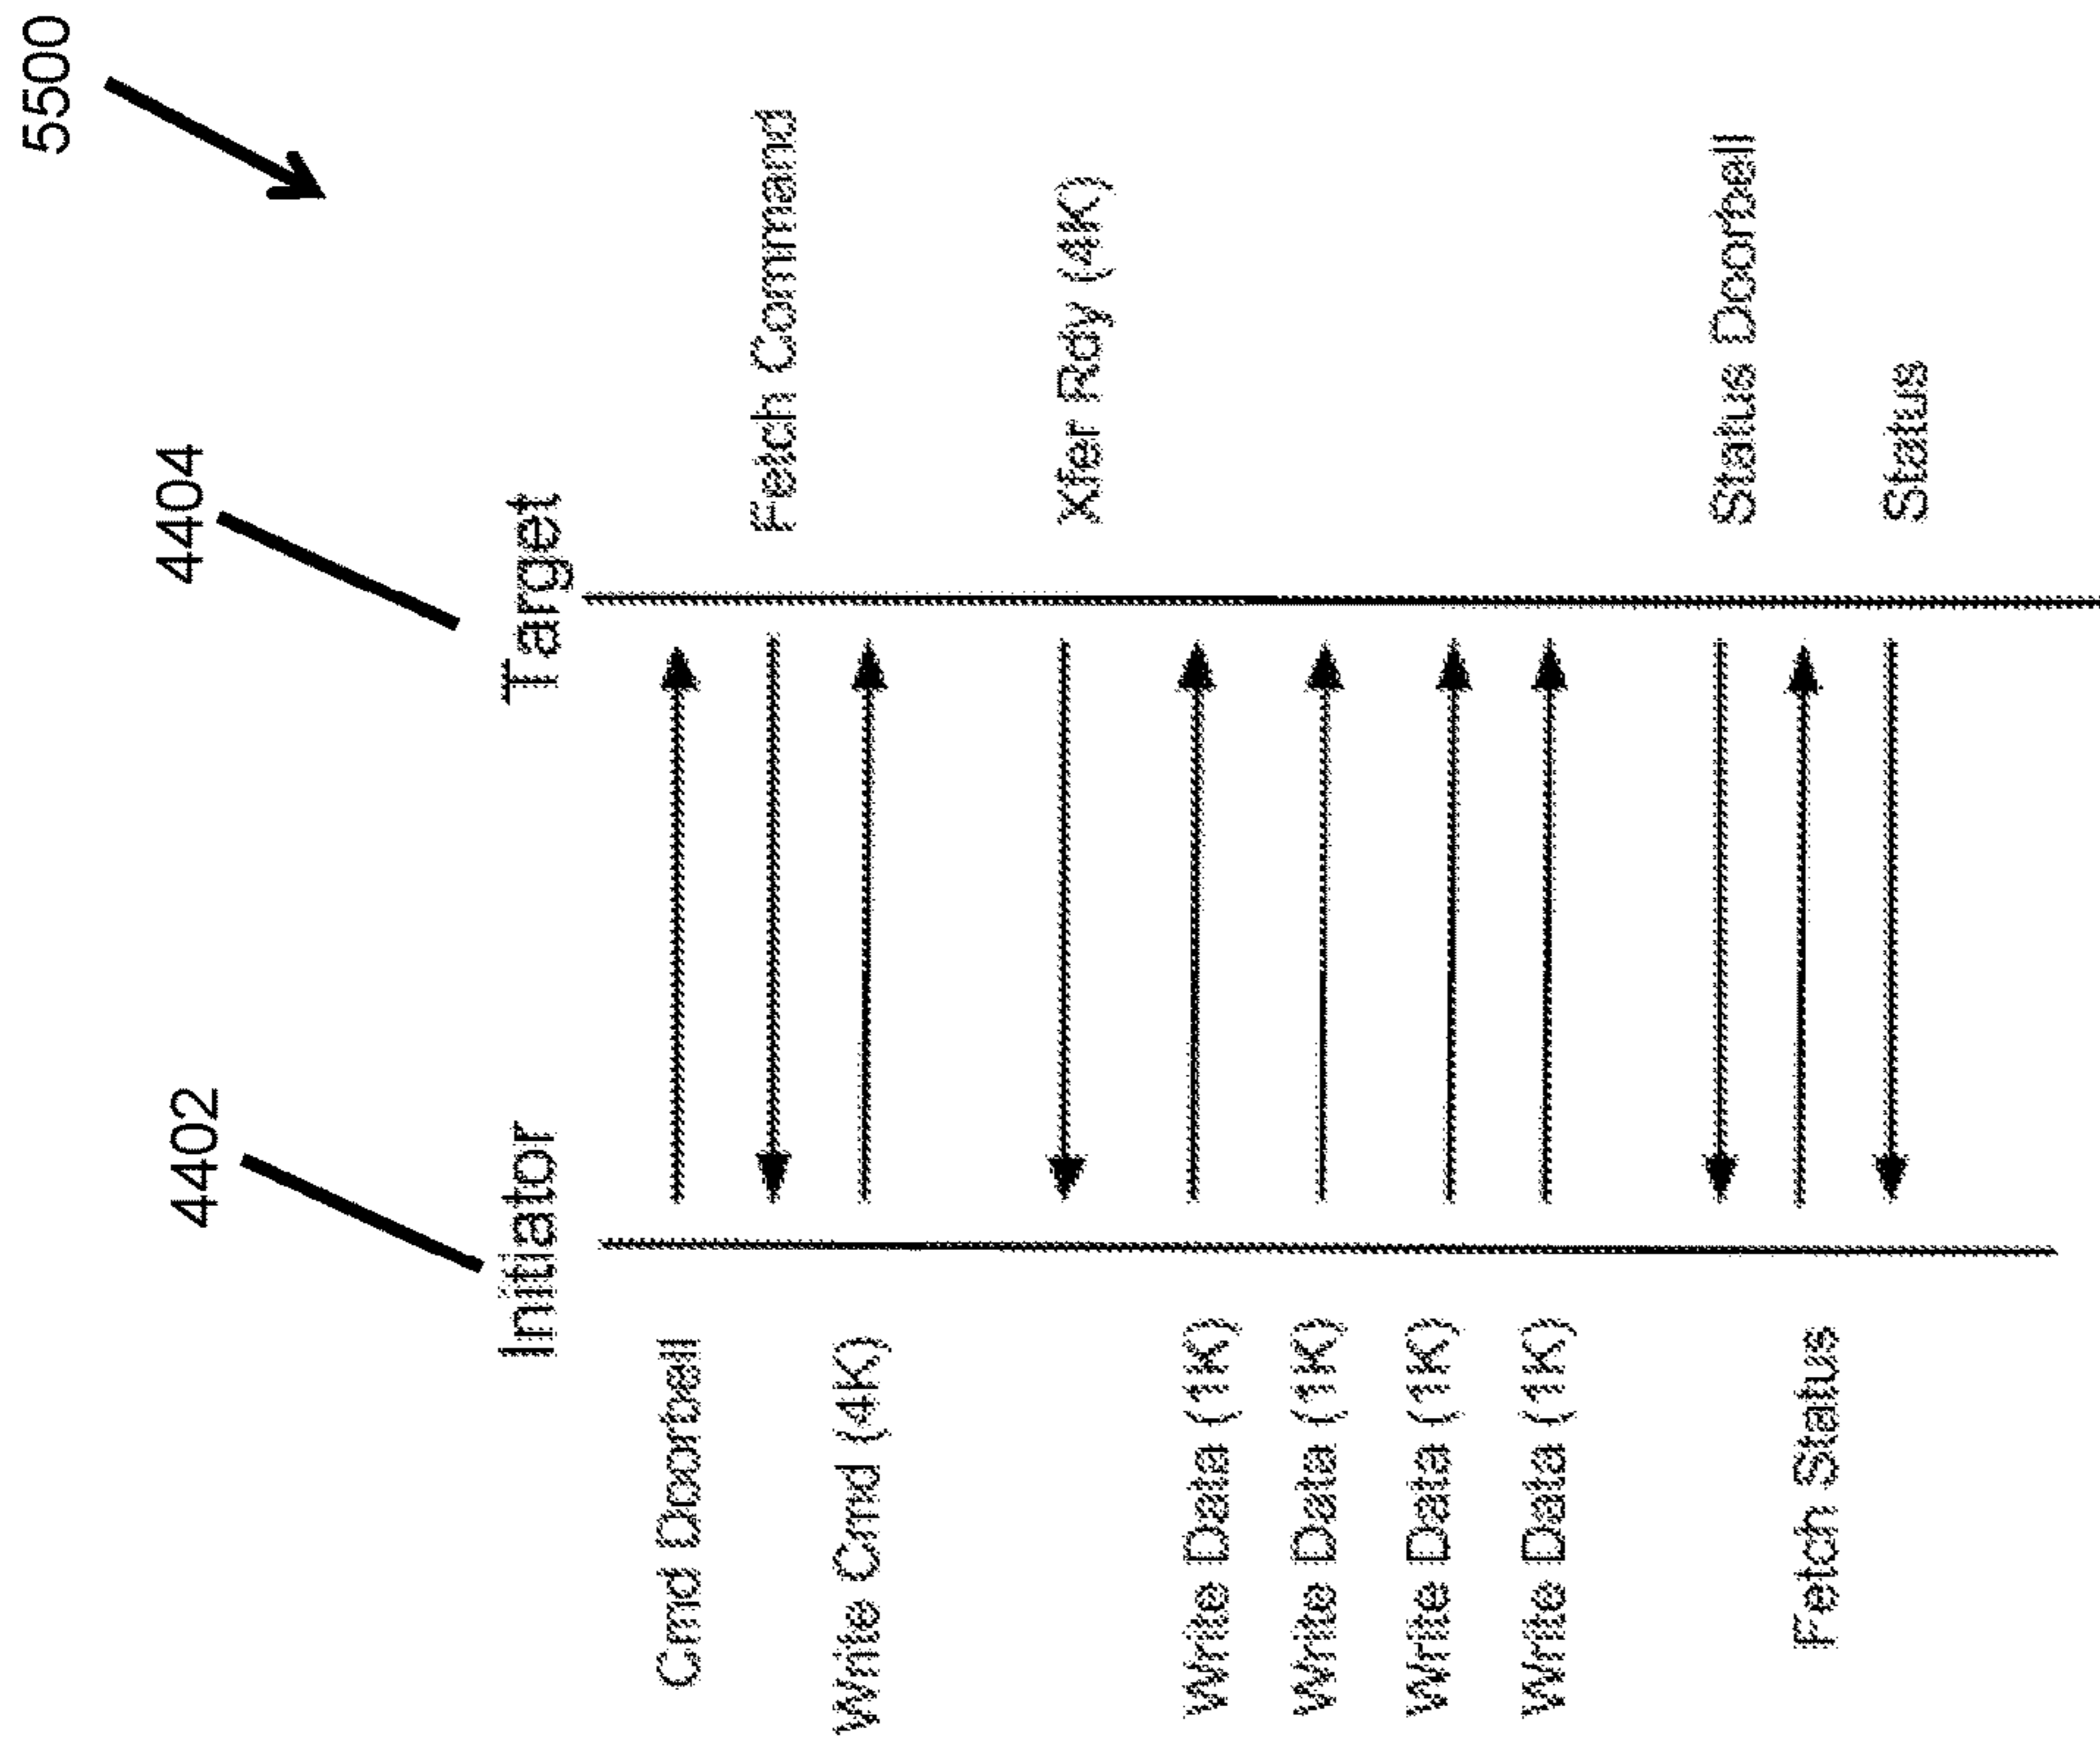 5500
4402
4404
Initiator
Target
Cmd Doorbell
Fetch Command
Write Cmd (4K)
Xfer Rdy (4K)
Write Data (1K)
Write Data (1K)
Write Data (1K)
Write Data (1K)
Status Doorbell
Fetch Status
Status